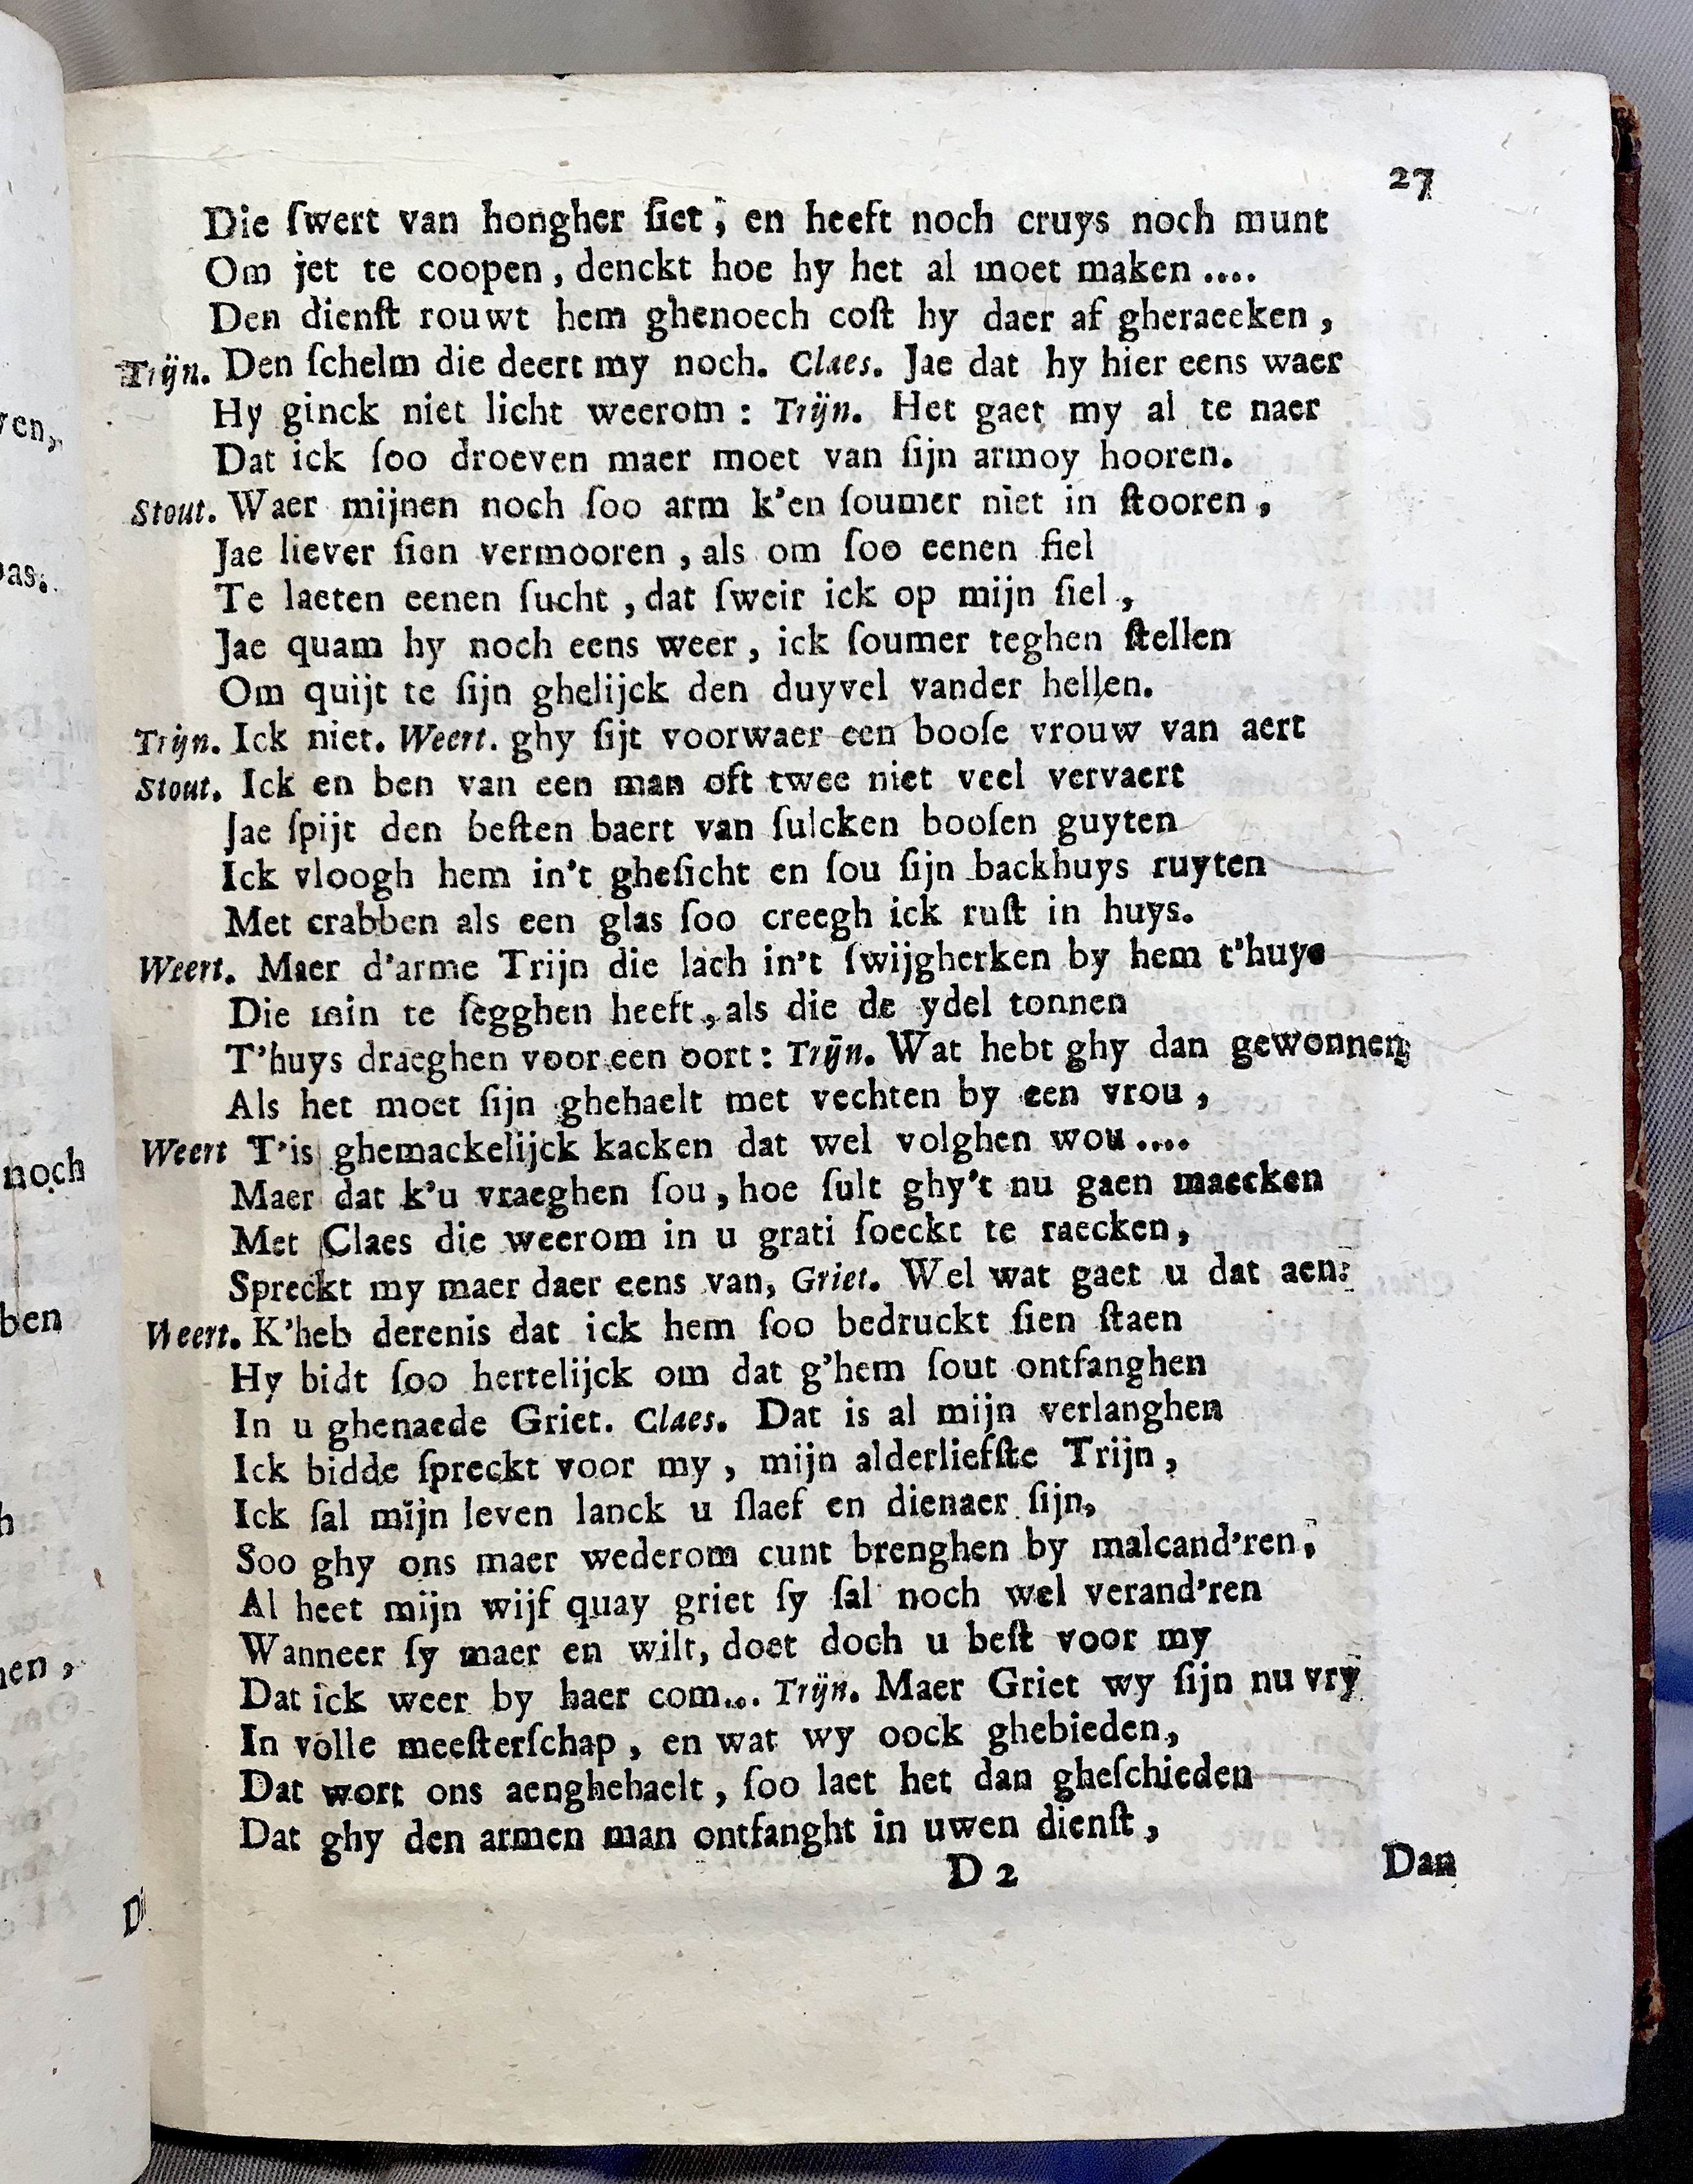 27
Die ſwert van hongher ſiet, en heeft noch cruys noch munt
Om jet te coopen, denckt hoe hy het al moet maken....
Den dienſt rouwt hem ghenoech coſt hy daer af gheraeeken,
Trijn. Den ſchelm die deert my noch. Claes. Jae dat hy hier eens waer
Hy ginck niet licht weerom: Trijn. Het gaet my al te naer
Dat ick ſoo droeven maer moet van ſijn armoy hooren.
Stout. Waer mijnen noch ſoo arm k'en ſoumer niet in ſtooren,
Jae liever ſien vermooren, als om ſoo eenen fiel
Te laeten eenen ſucht, dat ſweir ick op mijn ſiel,
Jae quam hy noch eens weer, ick ſoumer teghen ſtellen
Om quijt te ſijn ghelijck den duyvel vander hellen.
Trijn. Ick niet. Weert. ghy ſijt voorwaer een booſe vrouw van aert
Stout. Ick en ben van een man oft twee niet veel vervaert
Jae ſpijt den beſten baert van ſulcken booſen guyten
Ick vloogh hem in't gheſicht en ſou ſijn backhuys ruyten
Met crabben als een glas ſoo creegh ick ruſt in huys.
Weert. Maer d'arme Trijn die lach in't ſwijgherken by hem t'huys
Die min te ſegghen heeft, als die de ydel tonnen
T'huys draeghen voor een oort: Trijn. Wat hebt ghy dan gewonnen,
Als het moet ſijn ghehaelt met vechten by een vrou,
Weert T'is ghemackelijck kacken dat wel volghen wou....
Maer dat k'u vraeghen ſou, hoe ſult ghy't nu gaen maecken
Met Claes die weerom in u grati ſoeckt te raecken,
Spreckt my maer daer eens van, Griet. Wel wat gaet u dat aen:
Weert. K'heb derenis dat ick hem ſoo bedruckt ſien ſtaen
Hy bidt ſoo hertelijck om dat g'hem ſout ontfanghen
In u ghenaede Griet. Claes. Dat is al mijn verlanghen
Ick bidde ſpreckt voor my, mijn alderliefſte Trijn,
Ick ſal mijn leven lanck u ſlaef en dienaer ſijn,
Soo ghy ons maer wederom cunt brenghen by malcand'ren,
Al heet mijn wijf quay griet ſy ſal noch wel verand'ren
Wanneer ſy maer en wilt, doet doch u beſt voor my
Dat ick weer by haer com... Trijn. Maer Griet wy ſijn nu vry
In volle meeſterſchap, en wat wy oock ghebieden,
Dat wort ons aenghehaelt, ſoo laet het dan gheſchieden
Dat ghy den armen man ontfanght in uwen dienſt,
D 2
Dan